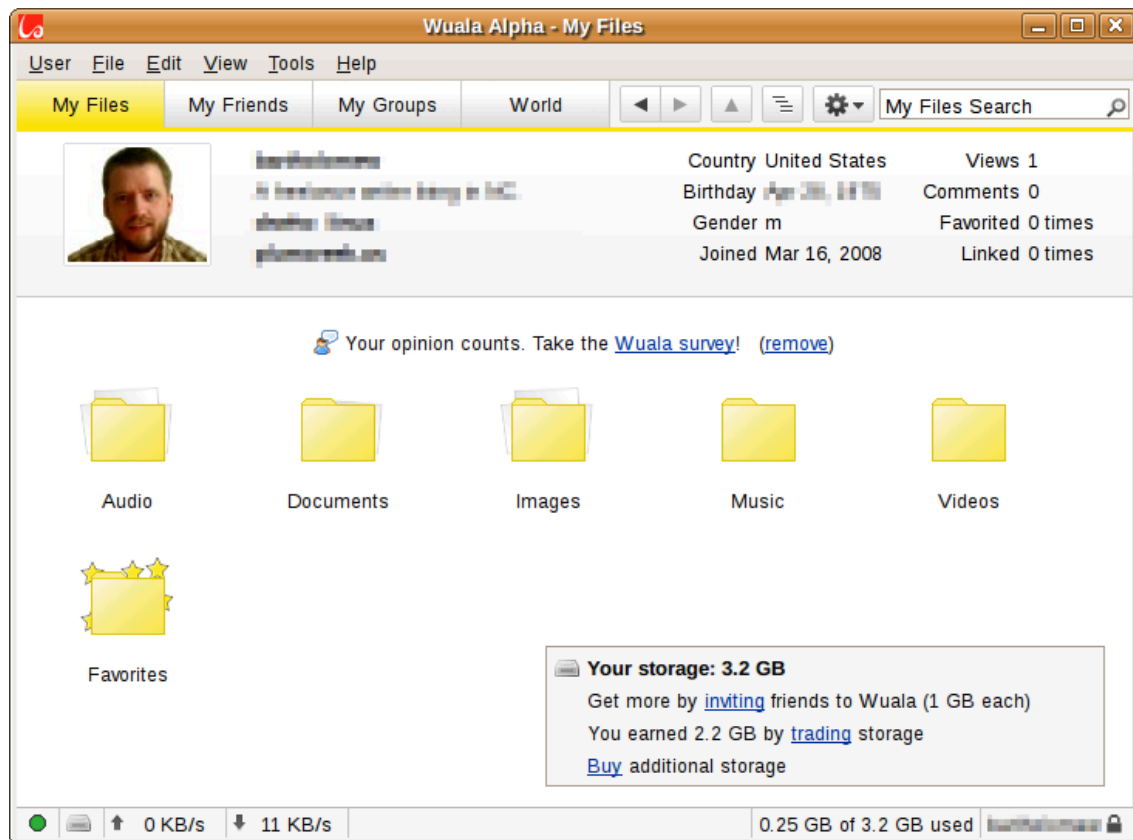 Wuala Alpha - My Files
User File Edit View Tools Help
My Files My Friends My Groups World My Files Search
Country United States Views 1
Birthday Comments 0
Gender m Favorited 0 times
Joined Mar 16, 2008 Linked 0 times
Your opinion counts. Take the Wuala survey! (remove)
Audio Documents Images Music Videos
Favorites
Your storage: 3.2 GB
Get more by inviting friends to Wuala (1 GB each)
You earned 2.2 GB by trading storage
Buy additional storage
0 KB/s 11 KB/s 0.25 GB of 3.2 GB used